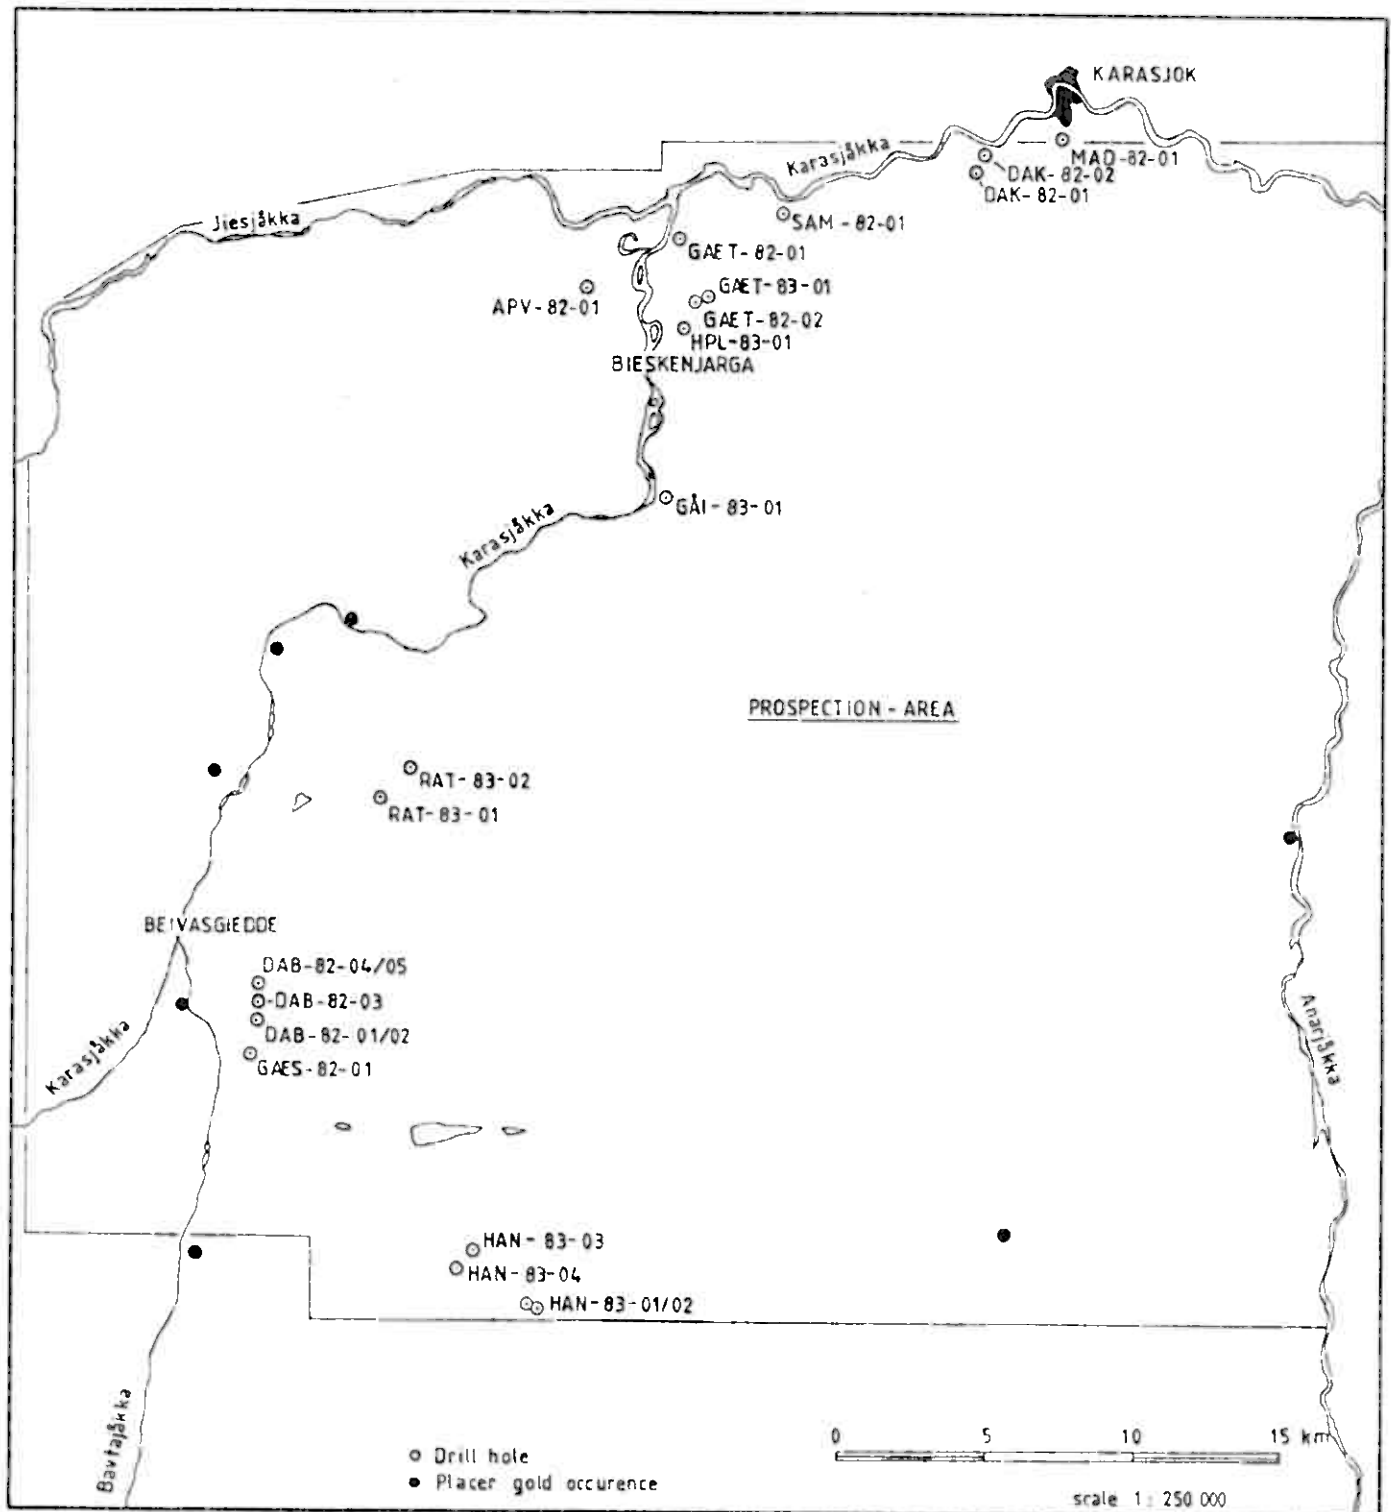 KARASJOK
Karasjåkka
MAD-82-01
DAK-82-02
DAK-82-01
Jiesjåkka
SAM-82-01
GAET-82-01
GAET-83-01
APV-82-01
GAET-82-02
HPL-83-01
BIESKENJARGA
GÅI-83-01
Karasjåkka
PROSPECTION-AREA
RAT-83-02
RAT-83-01
BEIVASGIEDDE
DAB-82-04/05
DAB-82-03
DAB-82-01/02
GAES-82-01
Karasjåkka
Anarjåkka
HAN-83-03
HAN-83-04
HAN-83-01/02
Bavtajåkka
0 5 10 15 km
Drill hole
Placer gold occurence
scale 1:250 000